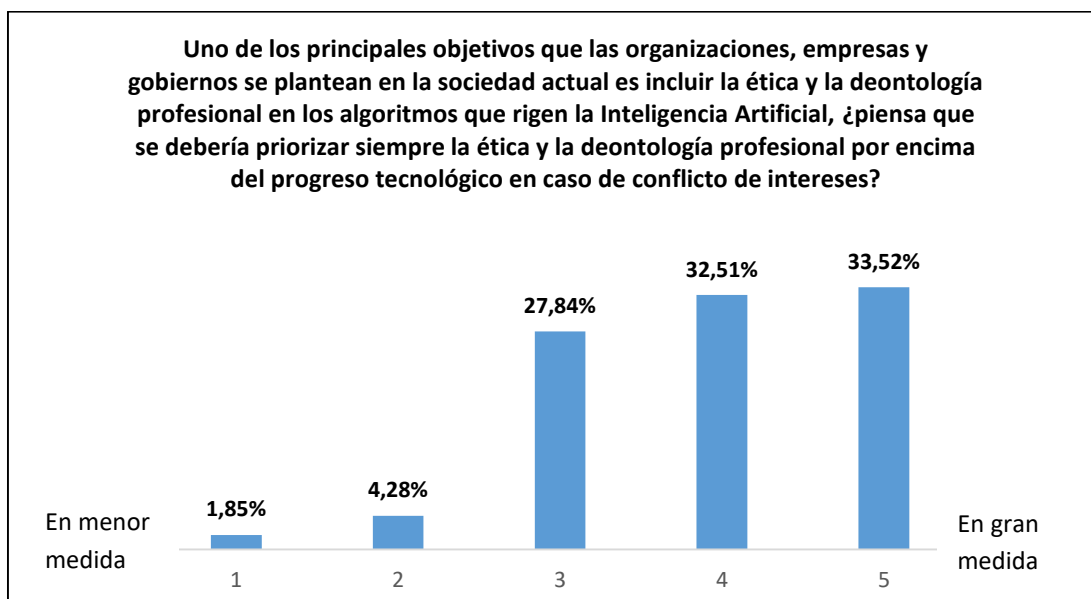 Uno de los principales objetivos que las organizaciones, empresas y
gobiernos se plantean en la sociedad actual es incluir la ética y la deontología
profesional en los algoritmos que rigen la Inteligencia Artificial, ¿piensa que
se debería priorizar siempre la ética y la deontología profesional por encima
del progreso tecnológico en caso de conflicto de intereses?
33,52%
32,51%
27,84%
4,28%
1,85%
En menor
medida
En gran
medida
1
2
3
4
5